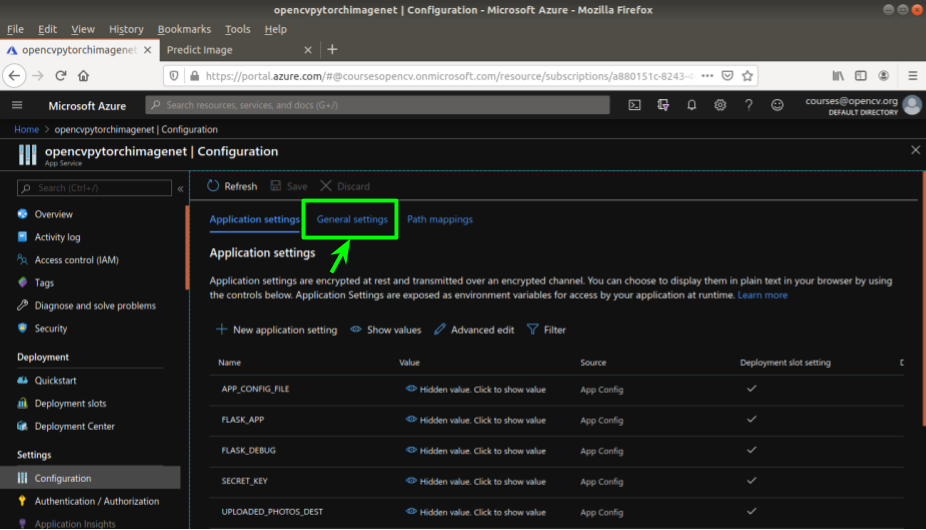 opencvpytorchimagenet | Configuration - Microsoft Azure - Mozilla Firefox
File Edit View History Bookmarks Tools Help
opencvpytorchimagenet
Predict Image
https://portal.azure.com/#@coursesopencv.onmicrosoft.com/resource/subscriptions/a880151c-8243-
Microsoft Azure
Search resources, services, and docs (G+/)
courses@opencv.org
DEFAULT DIRECTORY
Home > opencvpytorchimagenet | Configuration
opencvpytorchimagenet | Configuration
App Service
Search (Ctrl+/)
«
Refresh Save Discard
Overview
Activity log
Access control (IAM)
Tags
Diagnose and solve problems
Security
Deployment
Quickstart
Deployment slots
Deployment Center
Settings
Configuration
Authentication / Authorization
Application Insights
Application settings General settings Path mappings
Application settings
Application settings are encrypted at rest and transmitted over an encrypted channel. You can choose to display them in plain text in your browser by using
the controls below. Application Settings are exposed as environment variables for access by your application at runtime. Learn more
New application setting Show values Advanced edit Filter
Name Value Source Deployment slot setting
APP_CONFIG_FILE Hidden value. Click to show value App Config
FLASK_APP Hidden value. Click to show value App Config
FLASK_DEBUG Hidden value. Click to show value App Config
SECRET_KEY Hidden value. Click to show value App Config
UPLOADED_PHOTOS_DEST Hidden value. Click to show value App Config